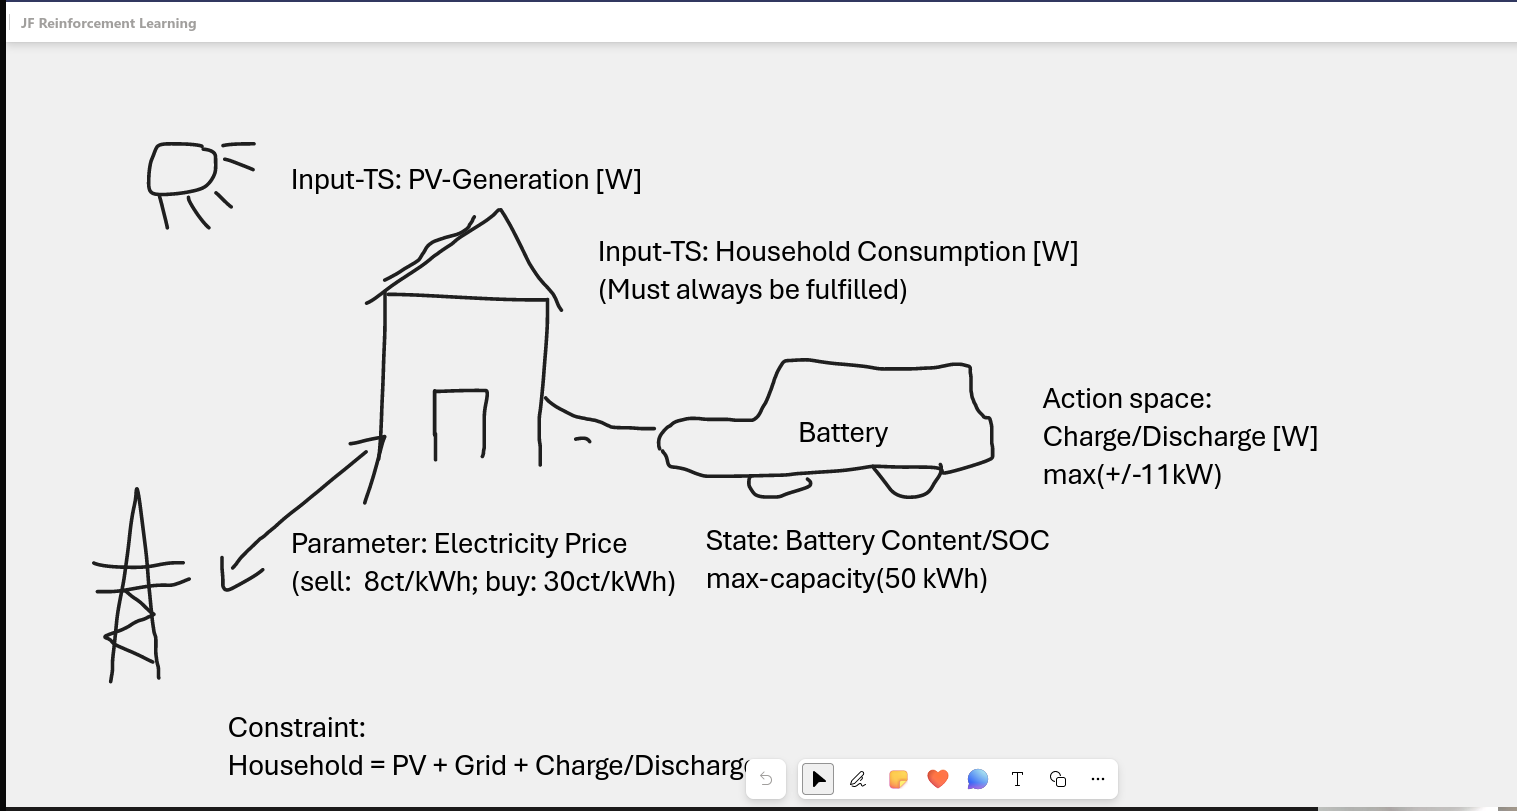 JF Reinforcement Learning
Input-TS: PV-Generation [W]
Input-TS: Household Consumption [W]
(Must always be fulfilled)
Battery
Action space:
Charge/Discharge [W]
max(+/-11kW)
Parameter: Electricity Price
(sell:  8ct/kWh; buy: 30ct/kWh)
State: Battery Content/SOC
max-capacity(50 kWh)
Constraint:
Household = PV + Grid + Charge/Discharge
T